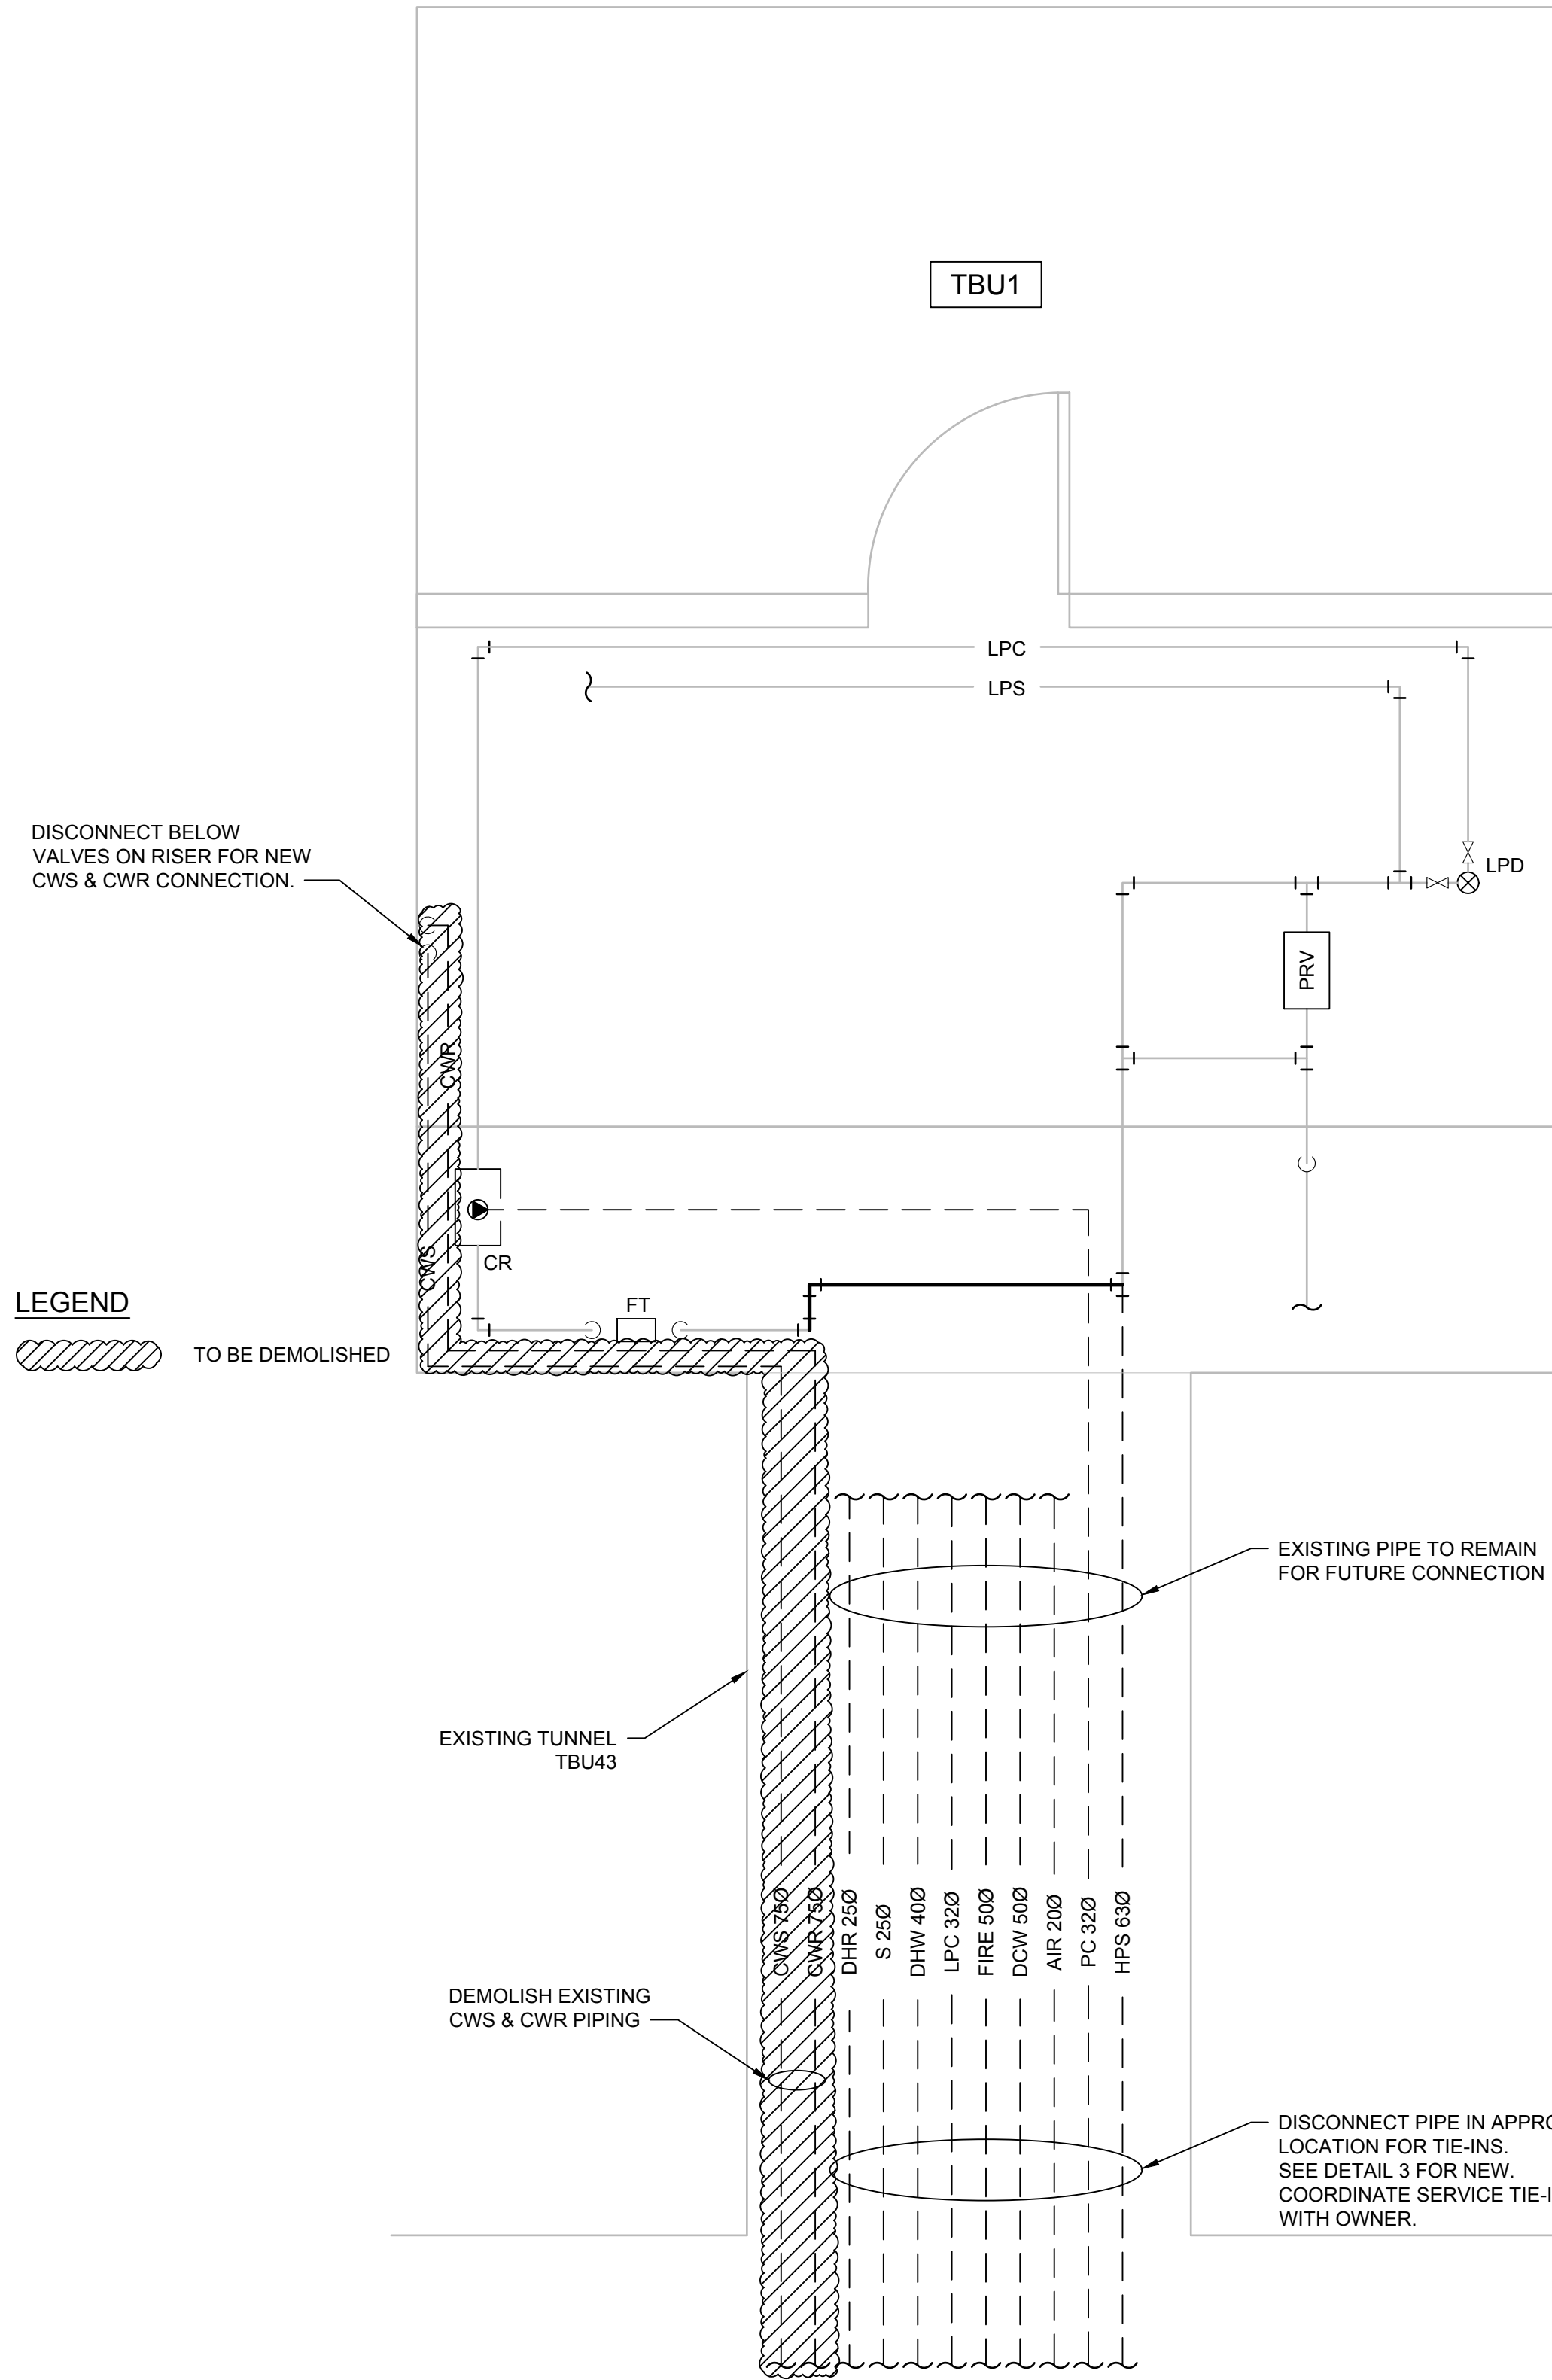 TBU1
LPC
LPS
DISCONNECT BELOW
VALVES ON RISER FOR NEW
CWS & CWR CONNECTION.
LPD
PRV
CWR
CWS
CR
FT
LEGEND
TO BE DEMOLISHED
EXISTING PIPE TO REMAIN
FOR FUTURE CONNECTION
EXISTING TUNNEL
TBU43
CWS 75Ø
CWR 75Ø
DHR 25Ø
S 25Ø
DHW 40Ø
LPC 32Ø
FIRE 50Ø
DCW 50Ø
AIR 20Ø
PC 32Ø
HPS 63Ø
DEMOLISH EXISTING
CWS & CWR PIPING
DISCONNECT PIPE IN
LOCATION FOR TIE-INS.
SEE DETAIL 3 FOR NEW.
COORDINATE SERVICE
WITH OWNER.